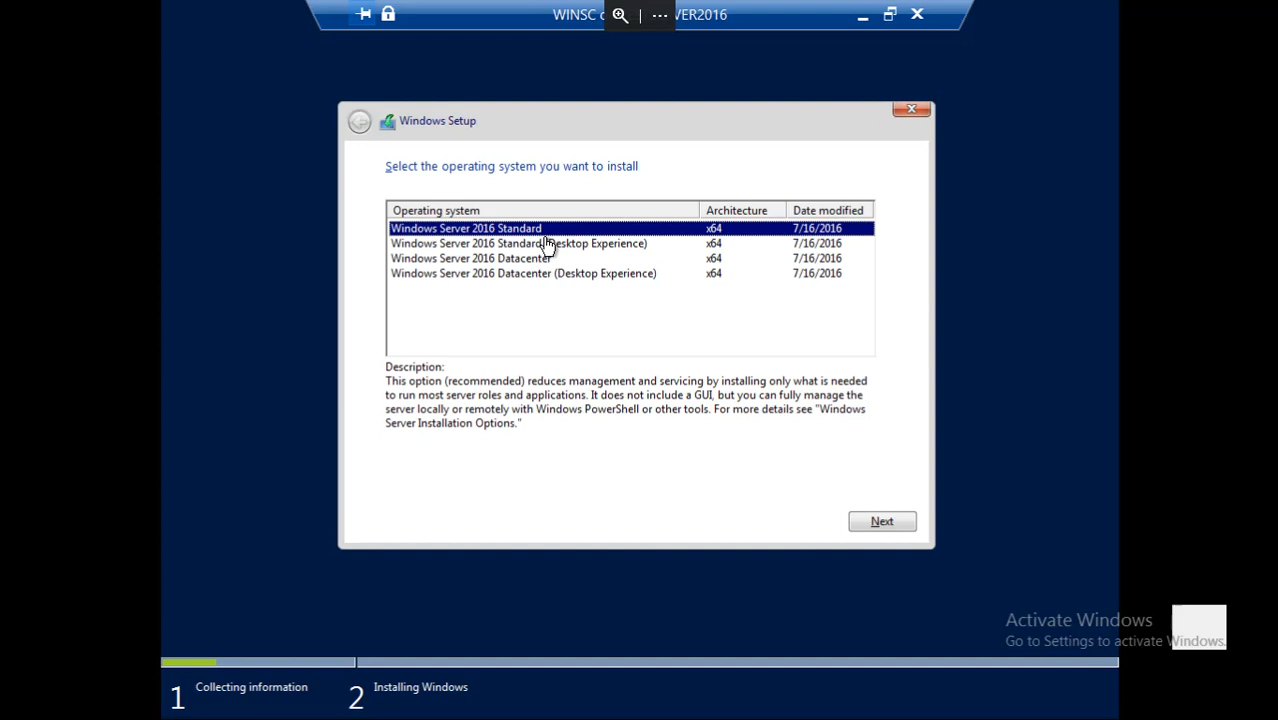 WINSC
VER2016
Windows Setup
Select the operating system you want to install
Operating system Architecture Date modified
Windows Server 2016 Standard x64 7/16/2016
Windows Server 2016 Standard esktop Experience) x64 7/16/2016
Windows Server 2016 Datacenter x64 7/16/2016
Windows Server 2016 Datacenter (Desktop Experience) x64 7/16/2016
Description:
This option (recommended) reduces management and servicing by installing only what is needed
to run most server roles and applications. It does not include a GUI, but you can fully manage the
server locally or remotely with Windows PowerShell or other tools. For more details see "Windows
Server Installation Options."
Next
Activate Windows
Go to Settings to activate Windows.
1 Collecting information
2 Installing Windows